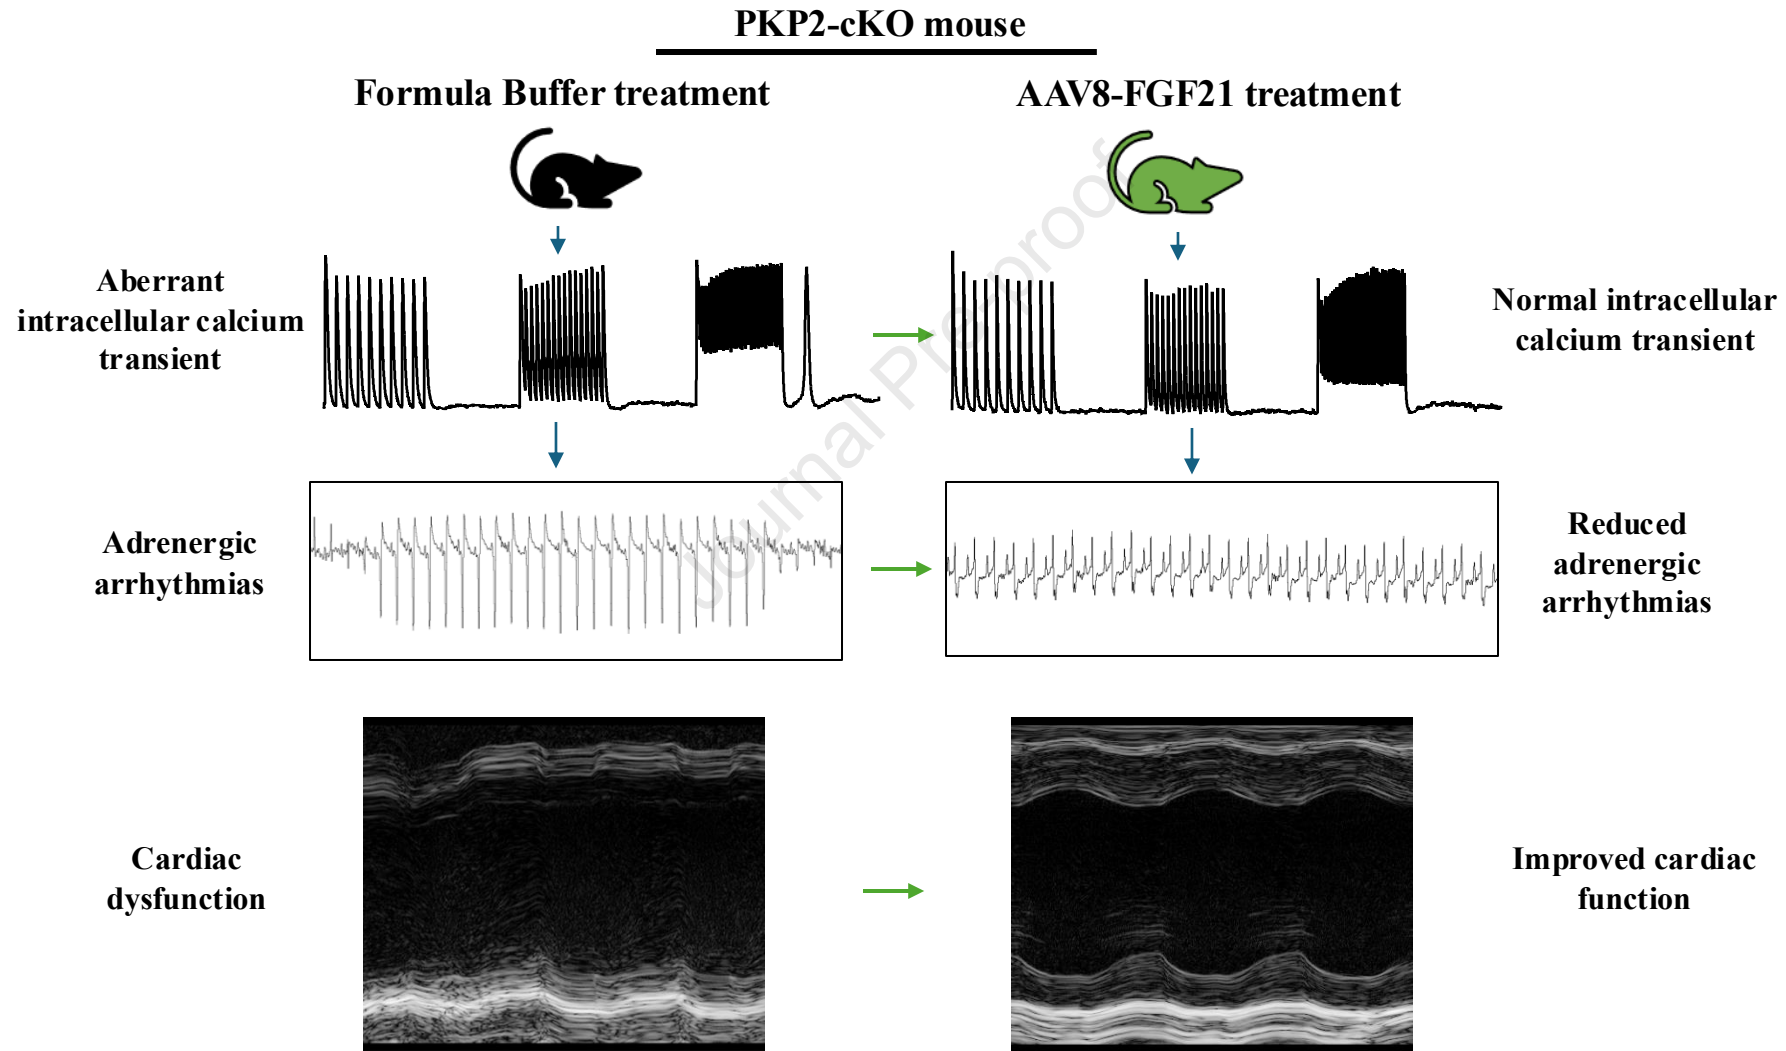 PKP2-cKO mouse
Formula Buffer treatment
AAV8-FGF21 treatment
Aberrant
intracellular calcium
transient
Normal intracellular
calcium transient
Adrenergic
arrhythmias
Reduced
adrenergic
arrhythmias
Cardiac
dysfunction
Improved cardiac
function
Journal Pre-proof